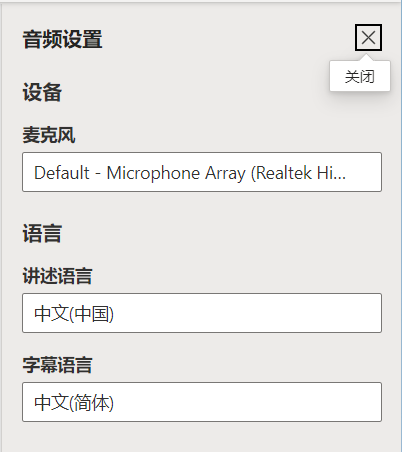 音频设置
关闭
设备
麦克风
Default - Microphone Array (Realtek Hi...
语言
讲述语言
中文(中国)
字幕语言
中文(简体)